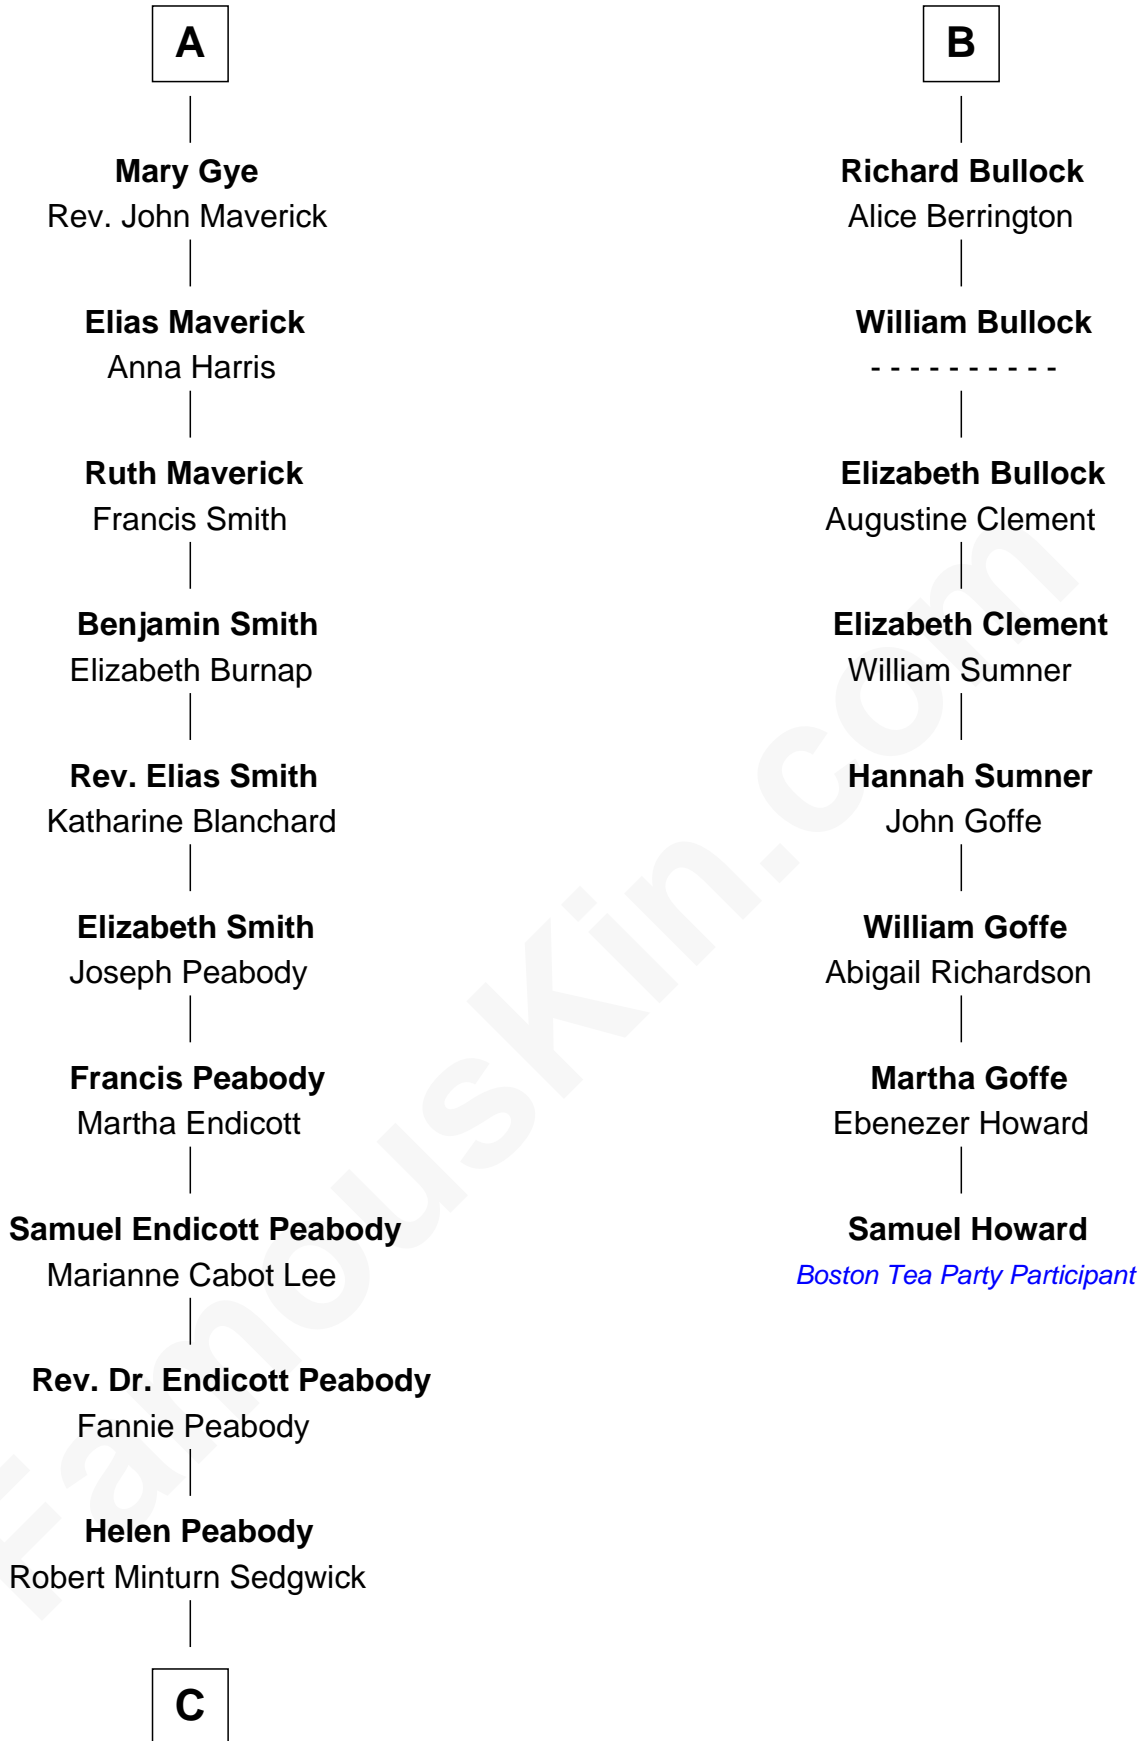 A
Mary Gye
Rev. John Maverick
Elias Maverick
Anna Harris
Ruth Maverick
Francis Smith
Benjamin Smith
Elizabeth Burnap
Rev. Elias Smith
Katharine Blanchard
Elizabeth Smith
Joseph Peabody
Francis Peabody
Martha Endicott
Samuel Endicott Peabody
Marianne Cabot Lee
Rev. Dr. Endicott Peabody
Fannie Peabody
Helen Peabody
Robert Minturn Sedgwick
C
B
Richard Bullock
Alice Berrington
William Bullock
- - - - - - - - - -
Elizabeth Bullock
Augustine Clement
Elizabeth Clement
William Sumner
Hannah Sumner
John Goffe
William Goffe
Abigail Richardson
Martha Goffe
Ebenezer Howard
Samuel Howard
Boston Tea Party Participant
FamousKin.com